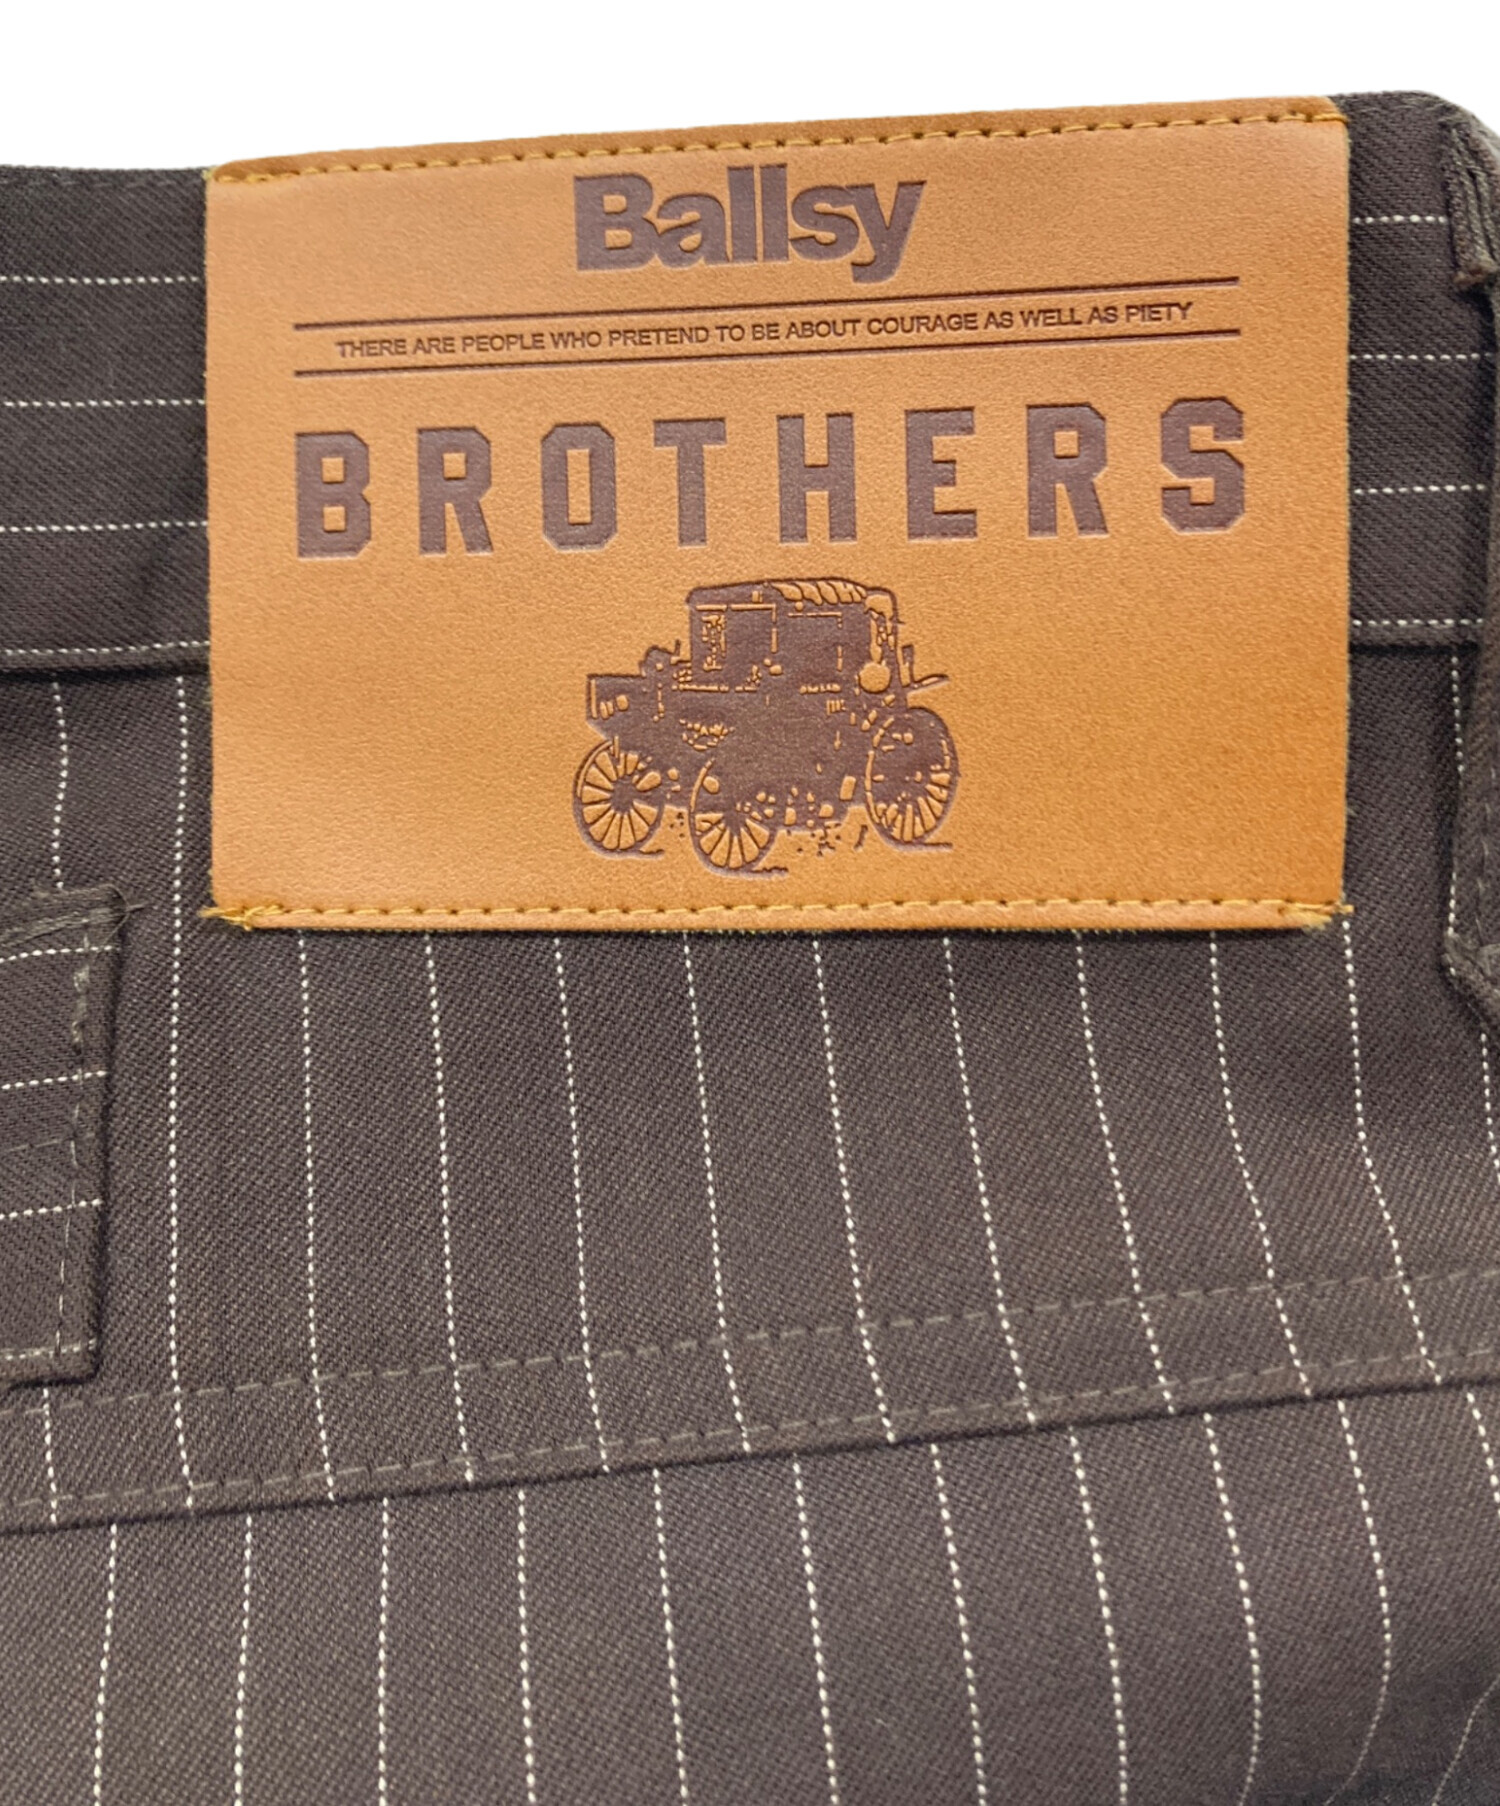 Ballsy
THERE ARE PEOPLE WHO PRETEND TO BE ABOUT COURAGE AS WELL AS PIETY
BROTHERS